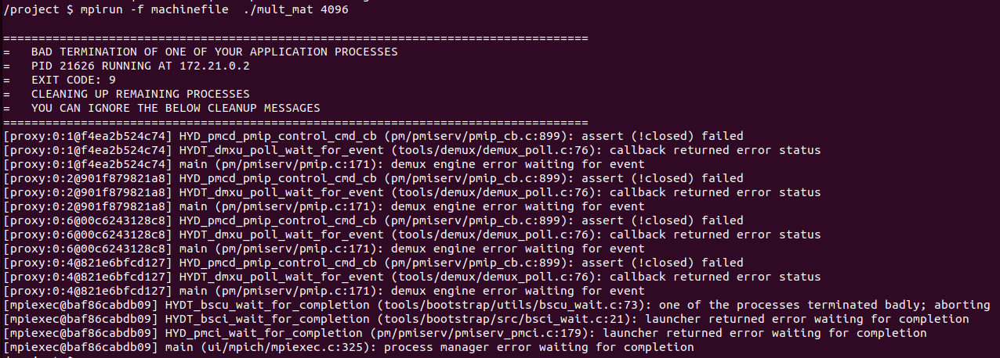 /project $ mpirun -f machinefile  ./mult_mat 4096
===================================================================================
=   BAD TERMINATION OF ONE OF YOUR APPLICATION PROCESSES
=   PID 21626 RUNNING AT 172.21.0.2
=   EXIT CODE: 9
=   CLEANING UP REMAINING PROCESSES
=   YOU CAN IGNORE THE BELOW CLEANUP MESSAGES
===================================================================================
[proxy:0:1@f4ea2b524c74] HYD_pmcd_pmip_control_cmd_cb (pm/pmiserv/pmip_cb.c:899): assert (!closed) failed
[proxy:0:1@f4ea2b524c74] HYDT_dmxu_poll_wait_for_event (tools/demux/demux_poll.c:76): callback returned error status
[proxy:0:1@f4ea2b524c74] main (pm/pmiserv/pmip.c:171): demux engine error waiting for event
[proxy:0:2@901f879821a8] HYD_pmcd_pmip_control_cmd_cb (pm/pmiserv/pmip_cb.c:899): assert (!closed) failed
[proxy:0:2@901f879821a8] HYDT_dmxu_poll_wait_for_event (tools/demux/demux_poll.c:76): callback returned error status
[proxy:0:2@901f879821a8] main (pm/pmiserv/pmip.c:171): demux engine error waiting for event
[proxy:0:6@00c6243128c8] HYD_pmcd_pmip_control_cmd_cb (pm/pmiserv/pmip_cb.c:899): assert (!closed) failed
[proxy:0:6@00c6243128c8] HYDT_dmxu_poll_wait_for_event (tools/demux/demux_poll.c:76): callback returned error status
[proxy:0:6@00c6243128c8] main (pm/pmiserv/pmip.c:171): demux engine error waiting for event
[proxy:0:4@821e6bfcd127] HYD_pmcd_pmip_control_cmd_cb (pm/pmiserv/pmip_cb.c:899): assert (!closed) failed
[proxy:0:4@821e6bfcd127] HYDT_dmxu_poll_wait_for_event (tools/demux/demux_poll.c:76): callback returned error status
[proxy:0:4@821e6bfcd127] main (pm/pmiserv/pmip.c:171): demux engine error waiting for event
[mpiexec@baf86cabdb09] HYDT_bscu_wait_for_completion (tools/bootstrap/utils/bscu_wait.c:73): one of the processes terminated badly; aborting
[mpiexec@baf86cabdb09] HYDT_bsci_wait_for_completion (tools/bootstrap/src/bsci_wait.c:21): launcher returned error waiting for completion
[mpiexec@baf86cabdb09] HYD_pmci_wait_for_completion (pm/pmiserv/pmiserv_pmci.c:179): launcher returned error waiting for completion
[mpiexec@baf86cabdb09] main (ui/mpich/mpiexec.c:325): process manager error waiting for completion